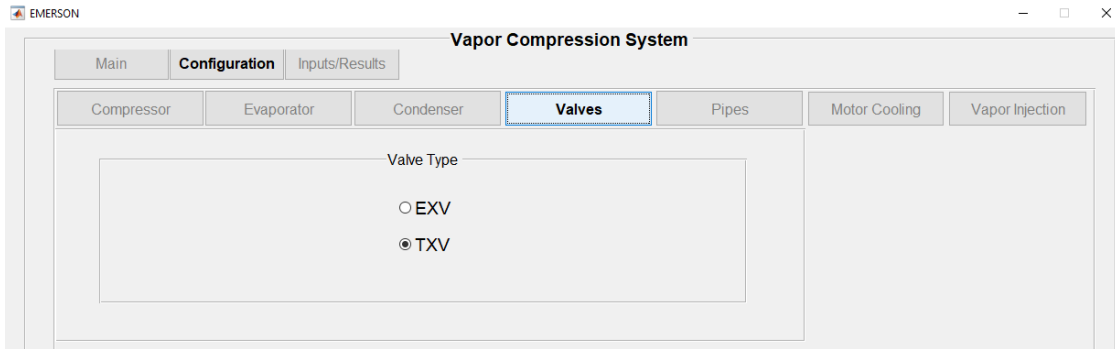 EMERSON
Vapor Compression System
Main Configuration Inputs/Results
Compressor Evaporator Condenser Valves Pipes Motor Cooling Vapor Injection
Valve Type
EXV
TXV